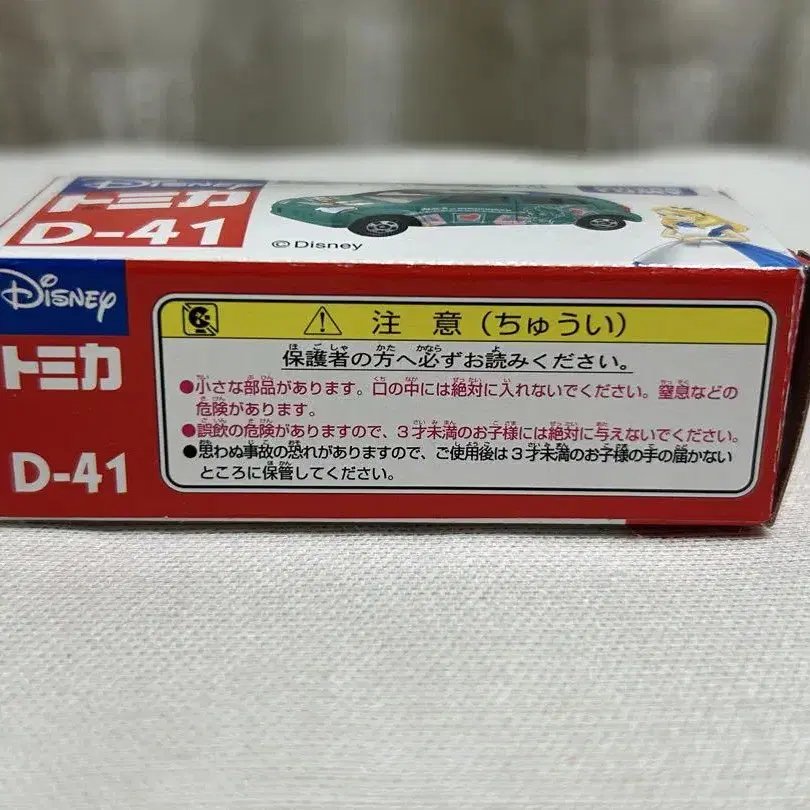 Disney
トミカ
D-41
©Disney
Disney
トミカ
D-41
注 意(ちゅうい)
保護者の方へ必ずお読みください。
●小さな部品があります。口の中には絶対に入れないでください。窒息などの
危険があります。
●誤飲の危険がありますので、3才未満のお子様には絶対に与えないでください。
●思わぬ事故の恐れがありますので、ご使用後は3才未満のお子様の手の届かない
ところに保管してください。